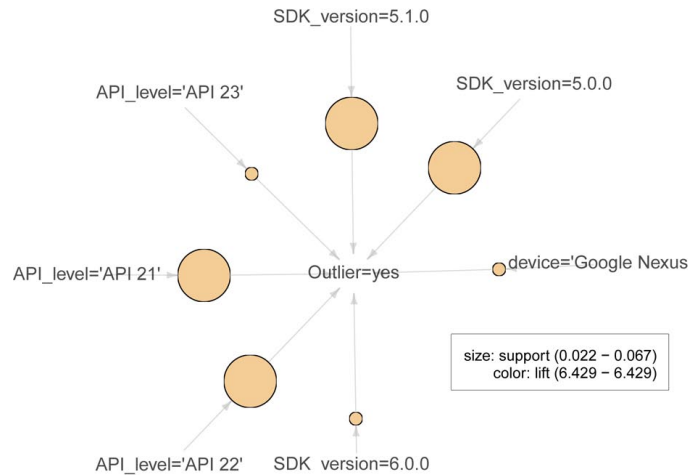 SDK_version=5.1.0
SDK_version=5.0.0
API_level='API 23'
device='Google Nexus
API_level='API 21'
Outlier=yes
size: support (0.022 − 0.067)
color: lift (6.429 − 6.429)
API_level='API 22'
SDK_version=6.0.0